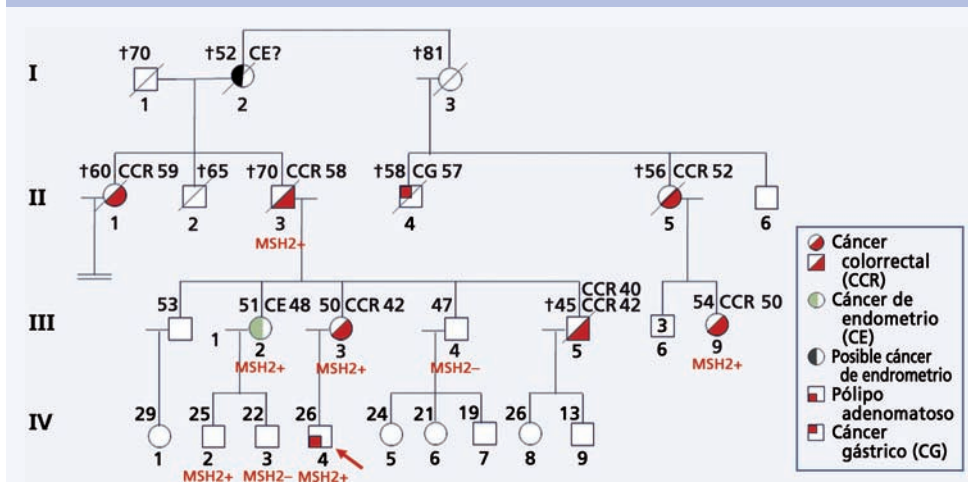 †70 †52 CE? †81
I
1 2 3
†60 CCR 59 †65 †70 CCR 58 †58 CG 57 †56 CCR 52
II
1 2 3 4 5 6
MSH2+
CCR 40
53 51 CE 48 50 CCR 42 47 †45 CCR 42 54 CCR 50
III
1 2 3 4 5 3 6 9
MSH2+ MSH2+ MSH2– MSH2+
29 25 22 26 24 21 19 26 13
IV
1 2 3 4 5 6 7 8 9
MSH2+ MSH2– MSH2+
Cáncer
colorrectal
(CCR)
Cáncer de
endometrio
(CE)
Posible cáncer
de endrometrio
Pólipo
adenomatoso
Cáncer
gástrico (CG)